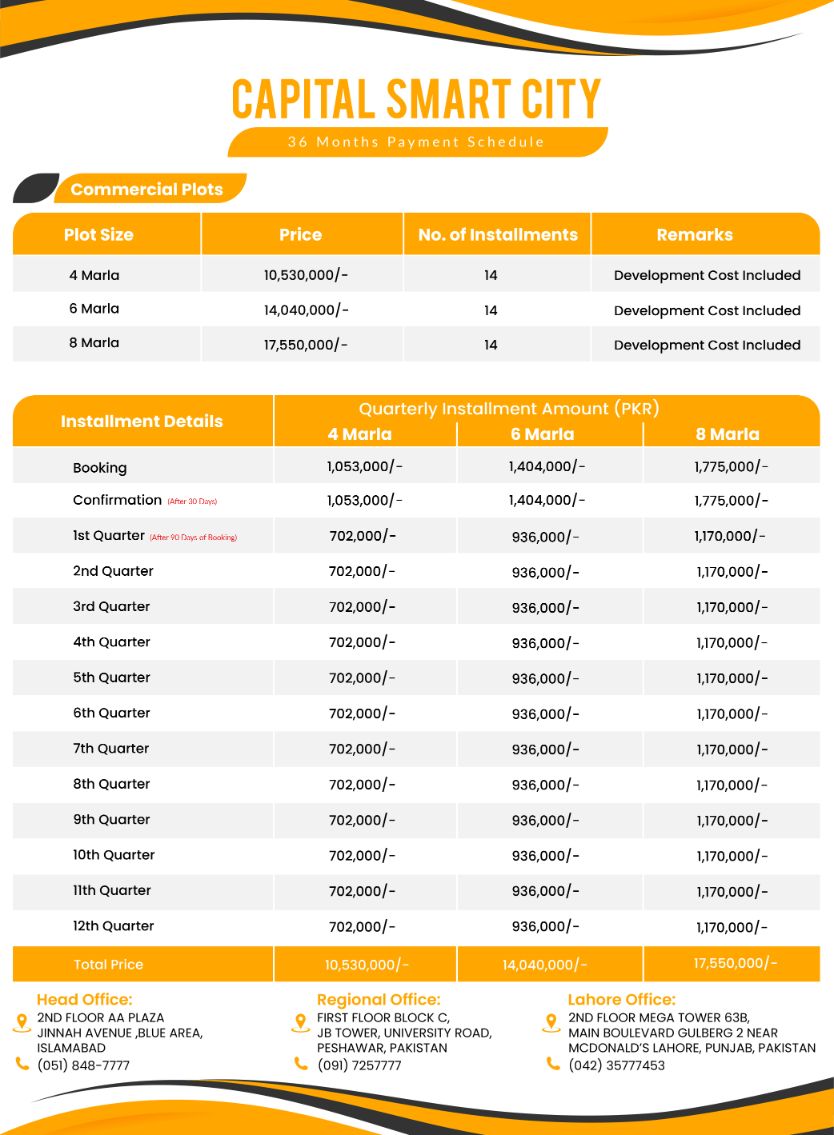 CAPITAL SMART CITY
36 Months Payment Schedule
Commercial Plots
Plot Size Price No. of Installments Remarks
4 Marla 10,530,000/- 14 Development Cost Included
6 Marla 14,040,000/- 14 Development Cost Included
8 Marla 17,550,000/- 14 Development Cost Included
Installment Details Quarterly Installment Amount (PKR)
4 Marla 6 Marla 8 Marla
Booking 1,053,000/- 1,404,000/- 1,775,000/-
Confirmation (After 30 Days) 1,053,000/- 1,404,000/- 1,775,000/-
1st Quarter (After 90 Days of Booking) 702,000/- 936,000/- 1,170,000/-
2nd Quarter 702,000/- 936,000/- 1,170,000/-
3rd Quarter 702,000/- 936,000/- 1,170,000/-
4th Quarter 702,000/- 936,000/- 1,170,000/-
5th Quarter 702,000/- 936,000/- 1,170,000/-
6th Quarter 702,000/- 936,000/- 1,170,000/-
7th Quarter 702,000/- 936,000/- 1,170,000/-
8th Quarter 702,000/- 936,000/- 1,170,000/-
9th Quarter 702,000/- 936,000/- 1,170,000/-
10th Quarter 702,000/- 936,000/- 1,170,000/-
11th Quarter 702,000/- 936,000/- 1,170,000/-
12th Quarter 702,000/- 936,000/- 1,170,000/-
Total Price 10,530,000/- 14,040,000/- 17,550,000/-
Head Office:
2ND FLOOR AA PLAZA
JINNAH AVENUE ,BLUE AREA,
ISLAMABAD
(051) 848-7777
Regional Office:
FIRST FLOOR BLOCK C,
JB TOWER, UNIVERSITY ROAD,
PESHAWAR, PAKISTAN
(091) 7257777
Lahore Office:
2ND FLOOR MEGA TOWER 63B,
MAIN BOULEVARD GULBERG 2 NEAR
MCDONALD'S LAHORE, PUNJAB, PAKISTAN
(042) 35777453